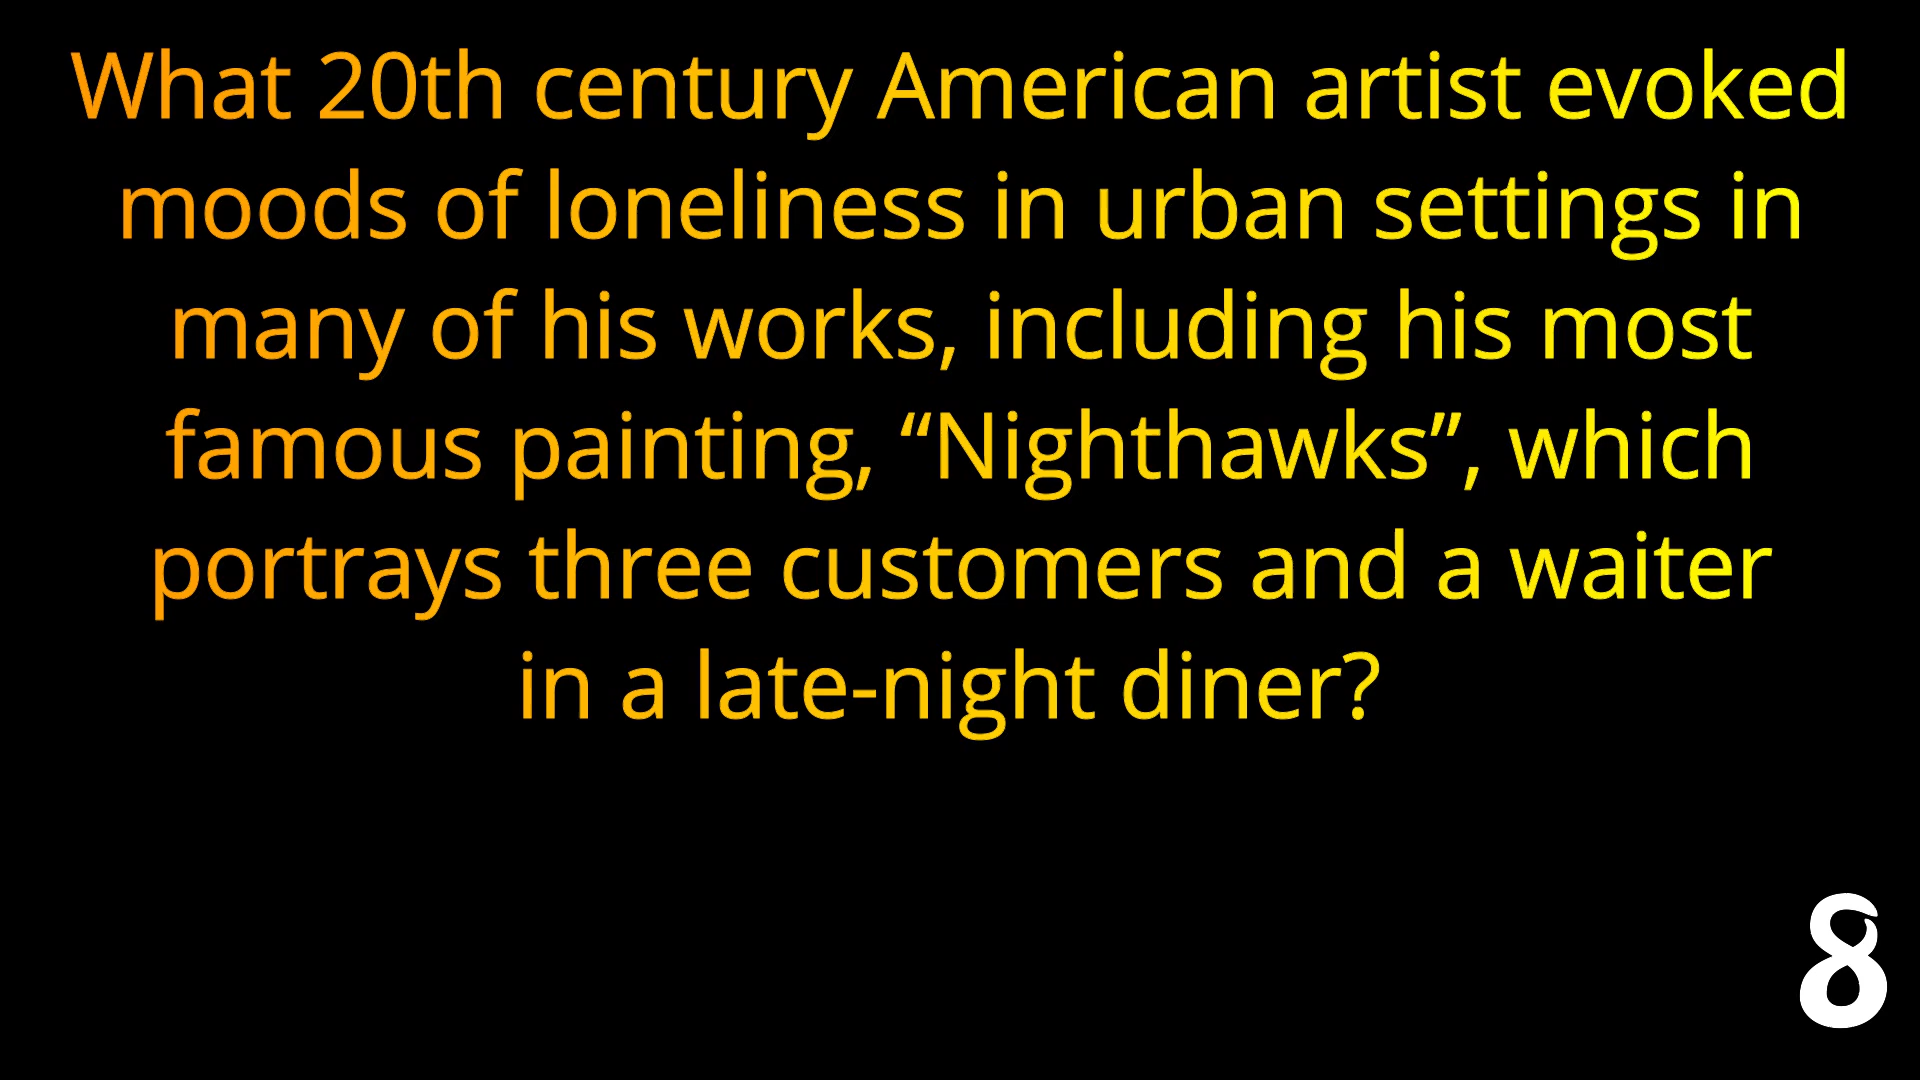 What 20th century American artist evoked
moods of loneliness in urban settings in
many of his works, including his most
famous painting, “Nighthawks”, which
portrays three customers and a waiter
in a late-night diner?
8